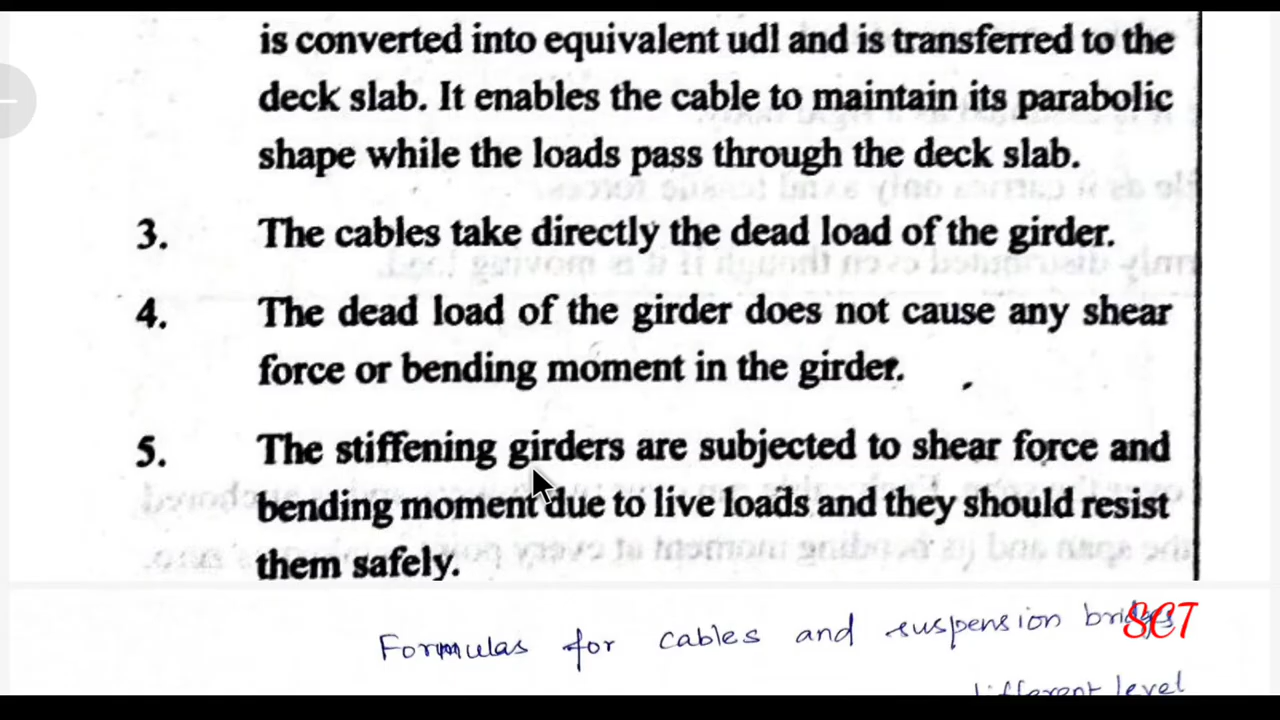 is converted into equivalent udl and is transferred to the
deck slab. It enables the cable to maintain its parabolic
shape while the loads pass through the deck slab.
3. The cables take directly the dead load of the girder.
4. The dead load of the girder does not cause any shear
force or bending moment in the girder.
5. The stiffening girders are subjected to shear force and
bending moment due to live loads and they should resist
them safely.
Formulas for cables and suspension bridges
SCT
different level